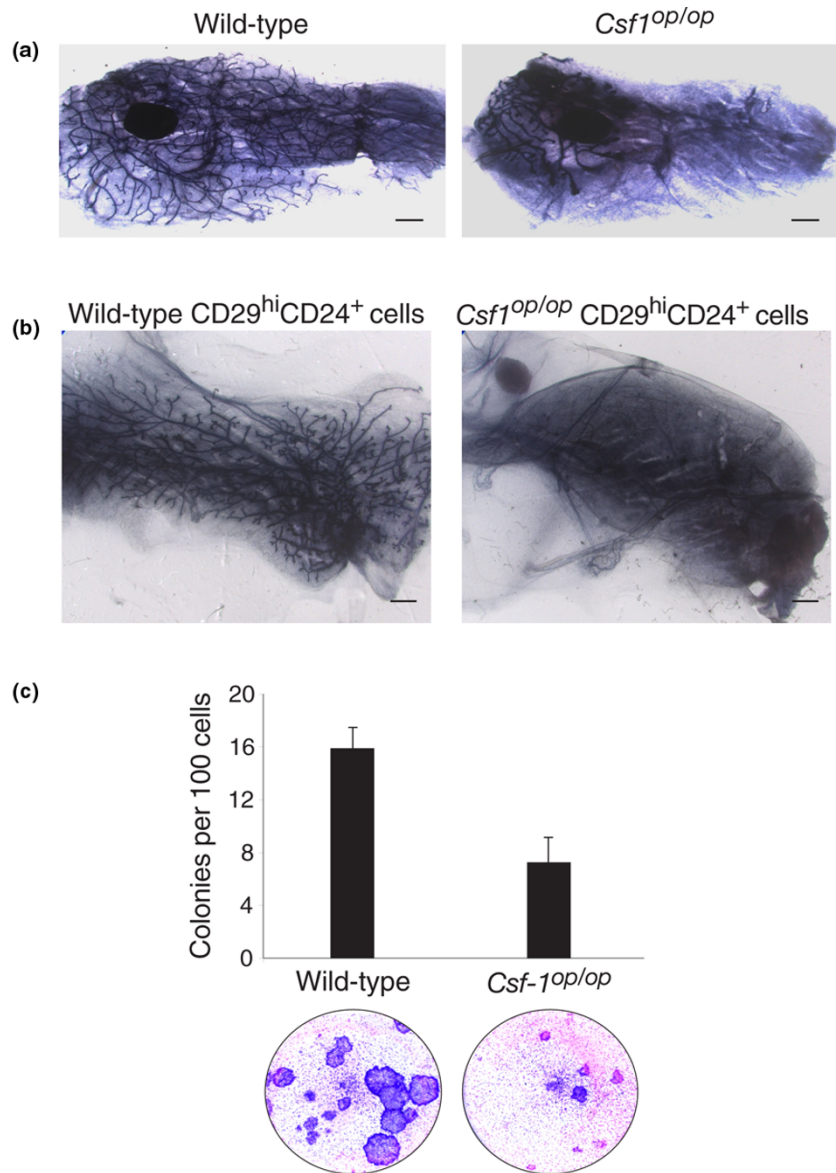 Wild-type Csf1op/op
(a)
(b) Wild-type CD29hiCD24+ cells Csf1op/op CD29hiCD24+ cells
(c)
Colonies per 100 cells
20
16
12
8
4
0
Wild-type Csf-1op/op